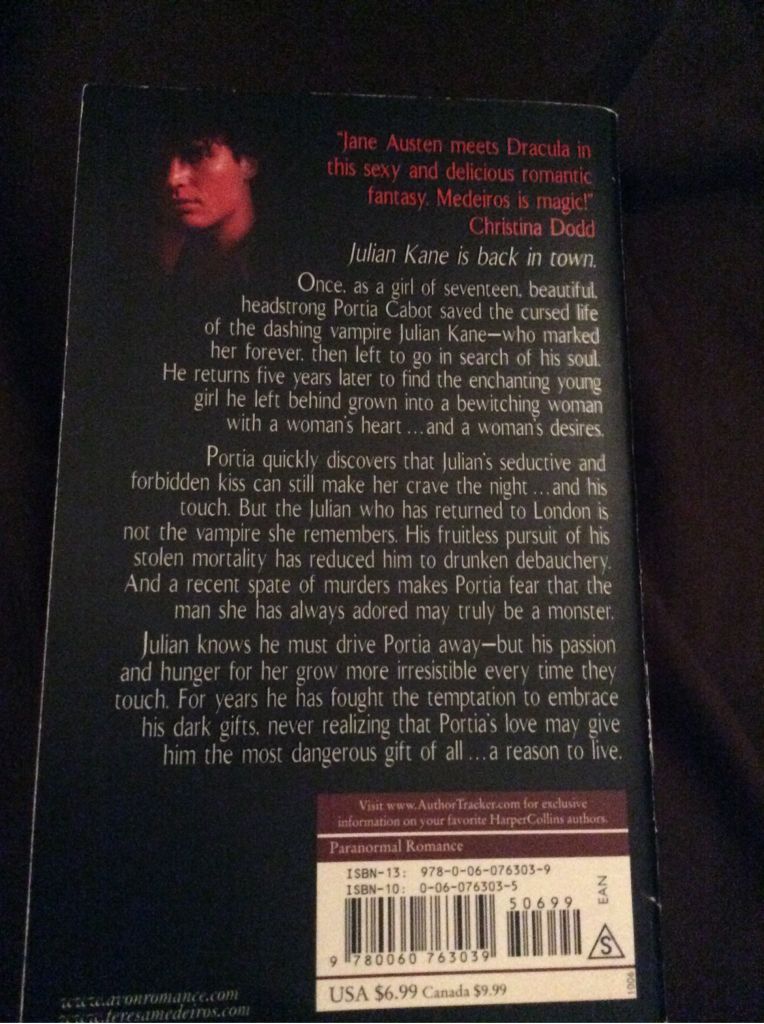 "Jane Austen meets Dracula in
this sexy and delicious romantic
fantasy. Medeiros is magic!"
Christina Dodd
Julian Kane is back in town.
Once, as a girl of seventeen, beautiful,
headstrong Portia Cabot saved the cursed life
of the dashing vampire Julian Kane—who marked
her forever, then left to go in search of his soul.
He returns five years later to find the enchanting young
girl he left behind grown into a bewitching woman
with a woman's heart ...and a woman's desires.
Portia quickly discovers that Julian's seductive and
forbidden kiss can still make her crave the night ...and his
touch. But the Julian who has returned to London is
not the vampire she remembers. His fruitless pursuit of his
stolen mortality has reduced him to drunken debauchery.
And a recent spate of murders makes Portia fear that the
man she has always adored may truly be a monster.
Julian knows he must drive Portia away—but his passion
and hunger for her grow more irresistible every time they
touch. For years he has fought the temptation to embrace
his dark gifts, never realizing that Portia's love may give
him the most dangerous gift of all ...a reason to live.
Visit www.AuthorTracker.com for exclusive
information on your favorite HarperCollins authors.
Paranormal Romance
ISBN-13: 978-0-06-076303-9
ISBN-10: 0-06-076303-5
50699
EAN
S
9 780060 763039
USA $6.99 Canada $9.99
1006
www.avonromance.com
www.teresamedeiros.com